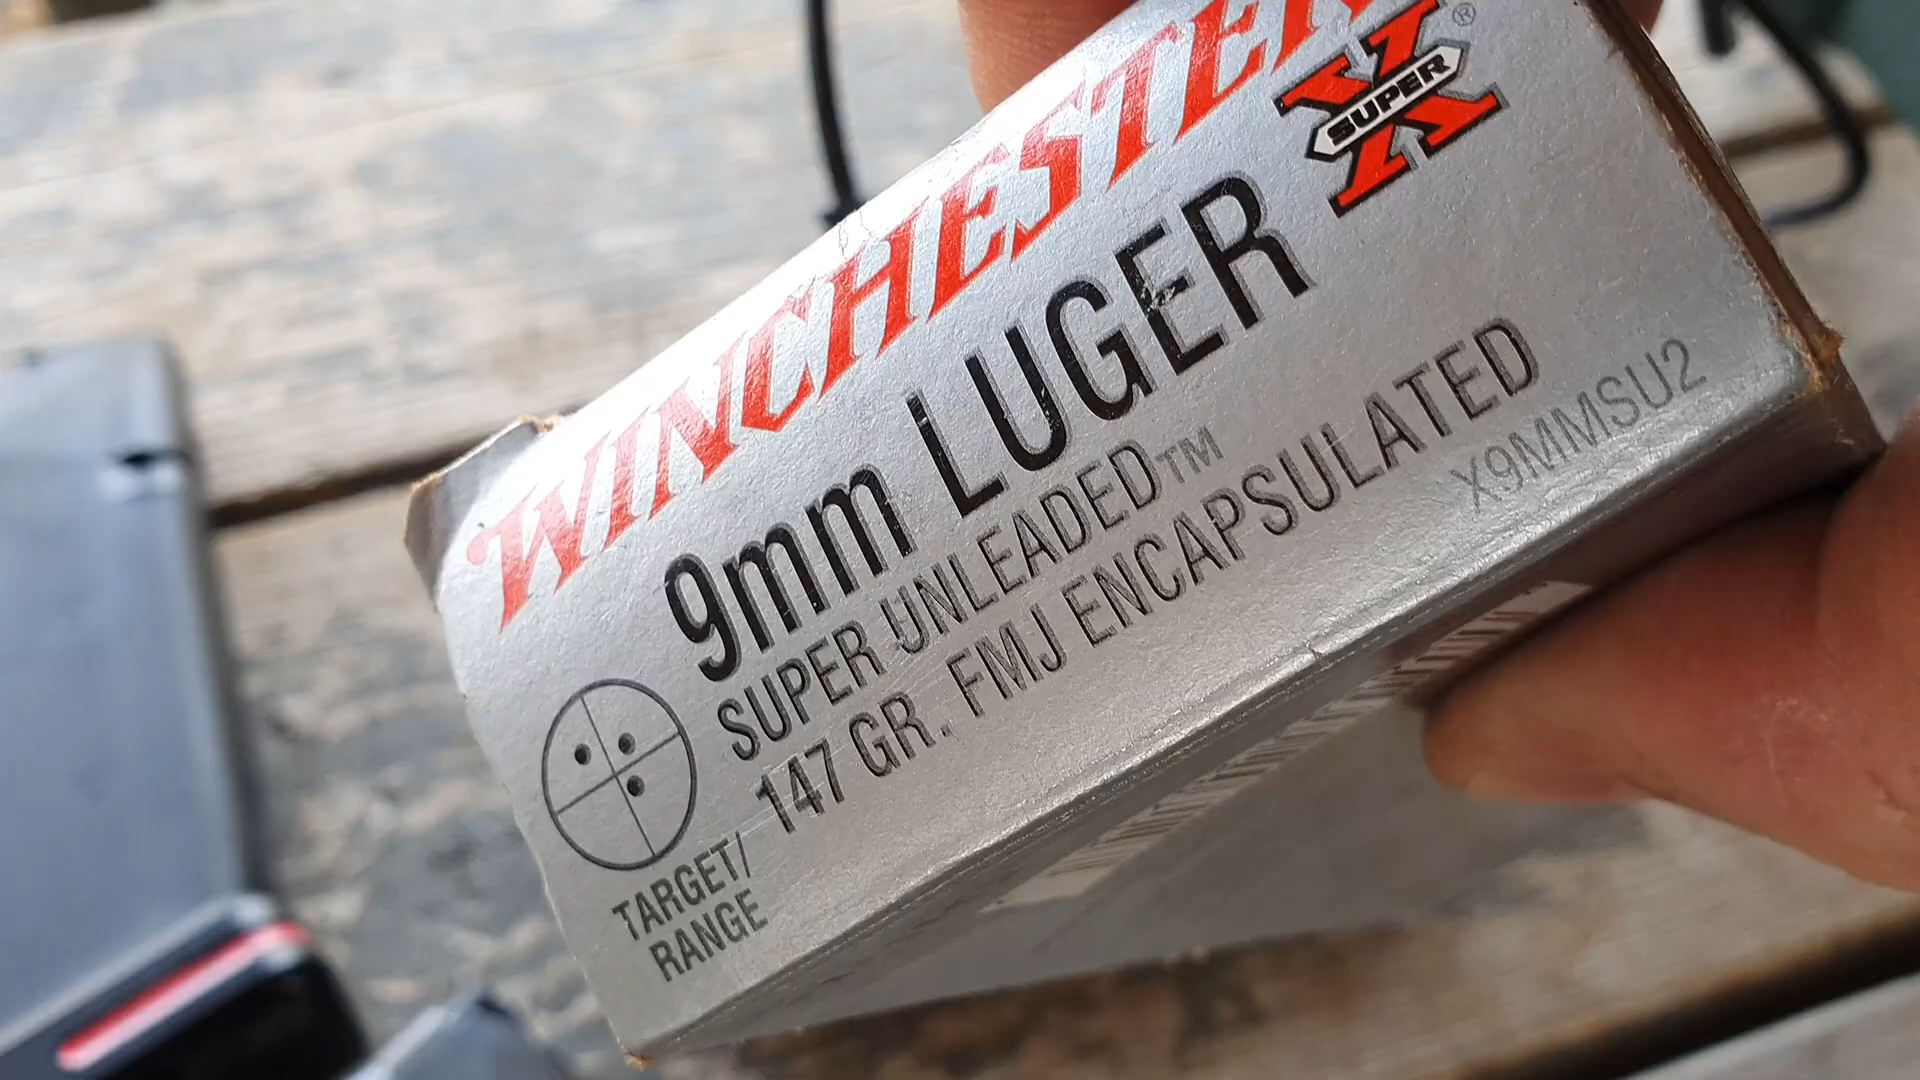 WINCHESTER
SUPER X ®
9mm LUGER
SUPER UNLEADED™
147 GR. FMJ ENCAPSULATED
X9MMSU2
TARGET/
RANGE